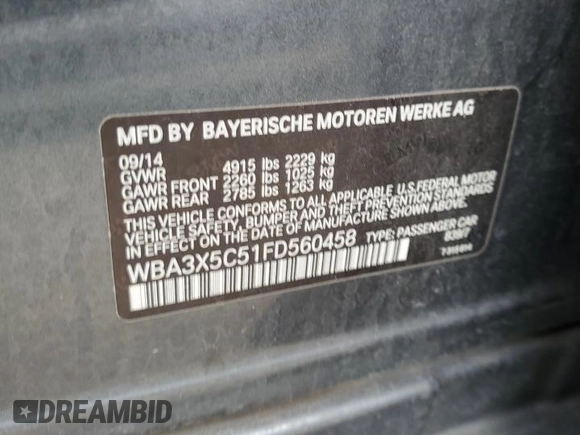 MFD BY BAYERISCHE MOTOREN WERKE AG
09/14
GVWR 4915 lbs 2229 kg
GAWR FRONT 2260 lbs 1025 kg
GAWR REAR 2785 lbs 1263 kg
THIS VEHICLE CONFORMS TO ALL APPLICABLE U.S. FEDERAL MOTOR
VEHICLE SAFETY, BUMPER AND THEFT PREVENTION STANDARDS
IN EFFECT ON THE DATE OF MANUFACTURE SHOWN ABOVE.
WBA3X5C51FD560458 TYPE: PASSENGER CAR
DREAMBID